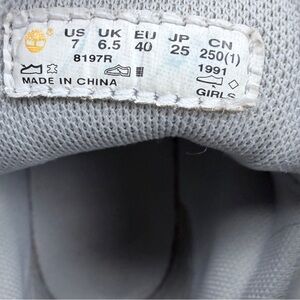 US UK EU JP CN
7 6.5 40 25 250(1)
8197R 1991
MADE IN CHINA GIRLS